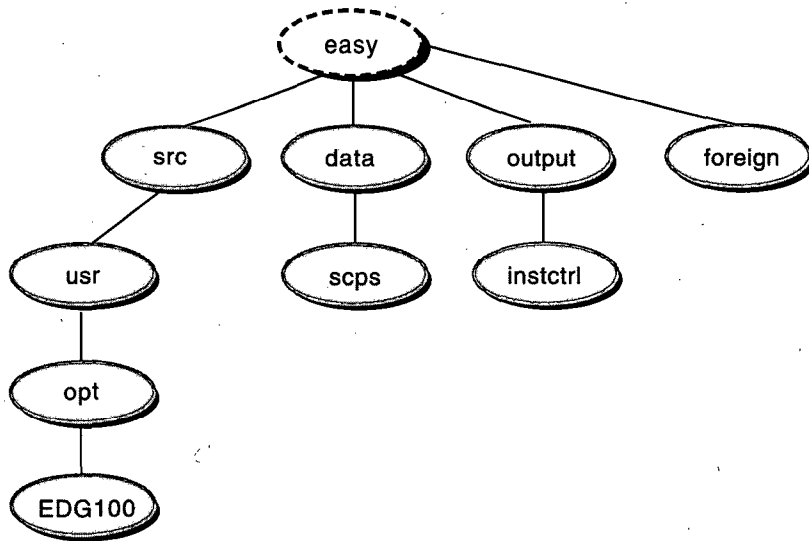 easy
src
data
output
foreign
usr
scps
instctrl
opt
EDG100